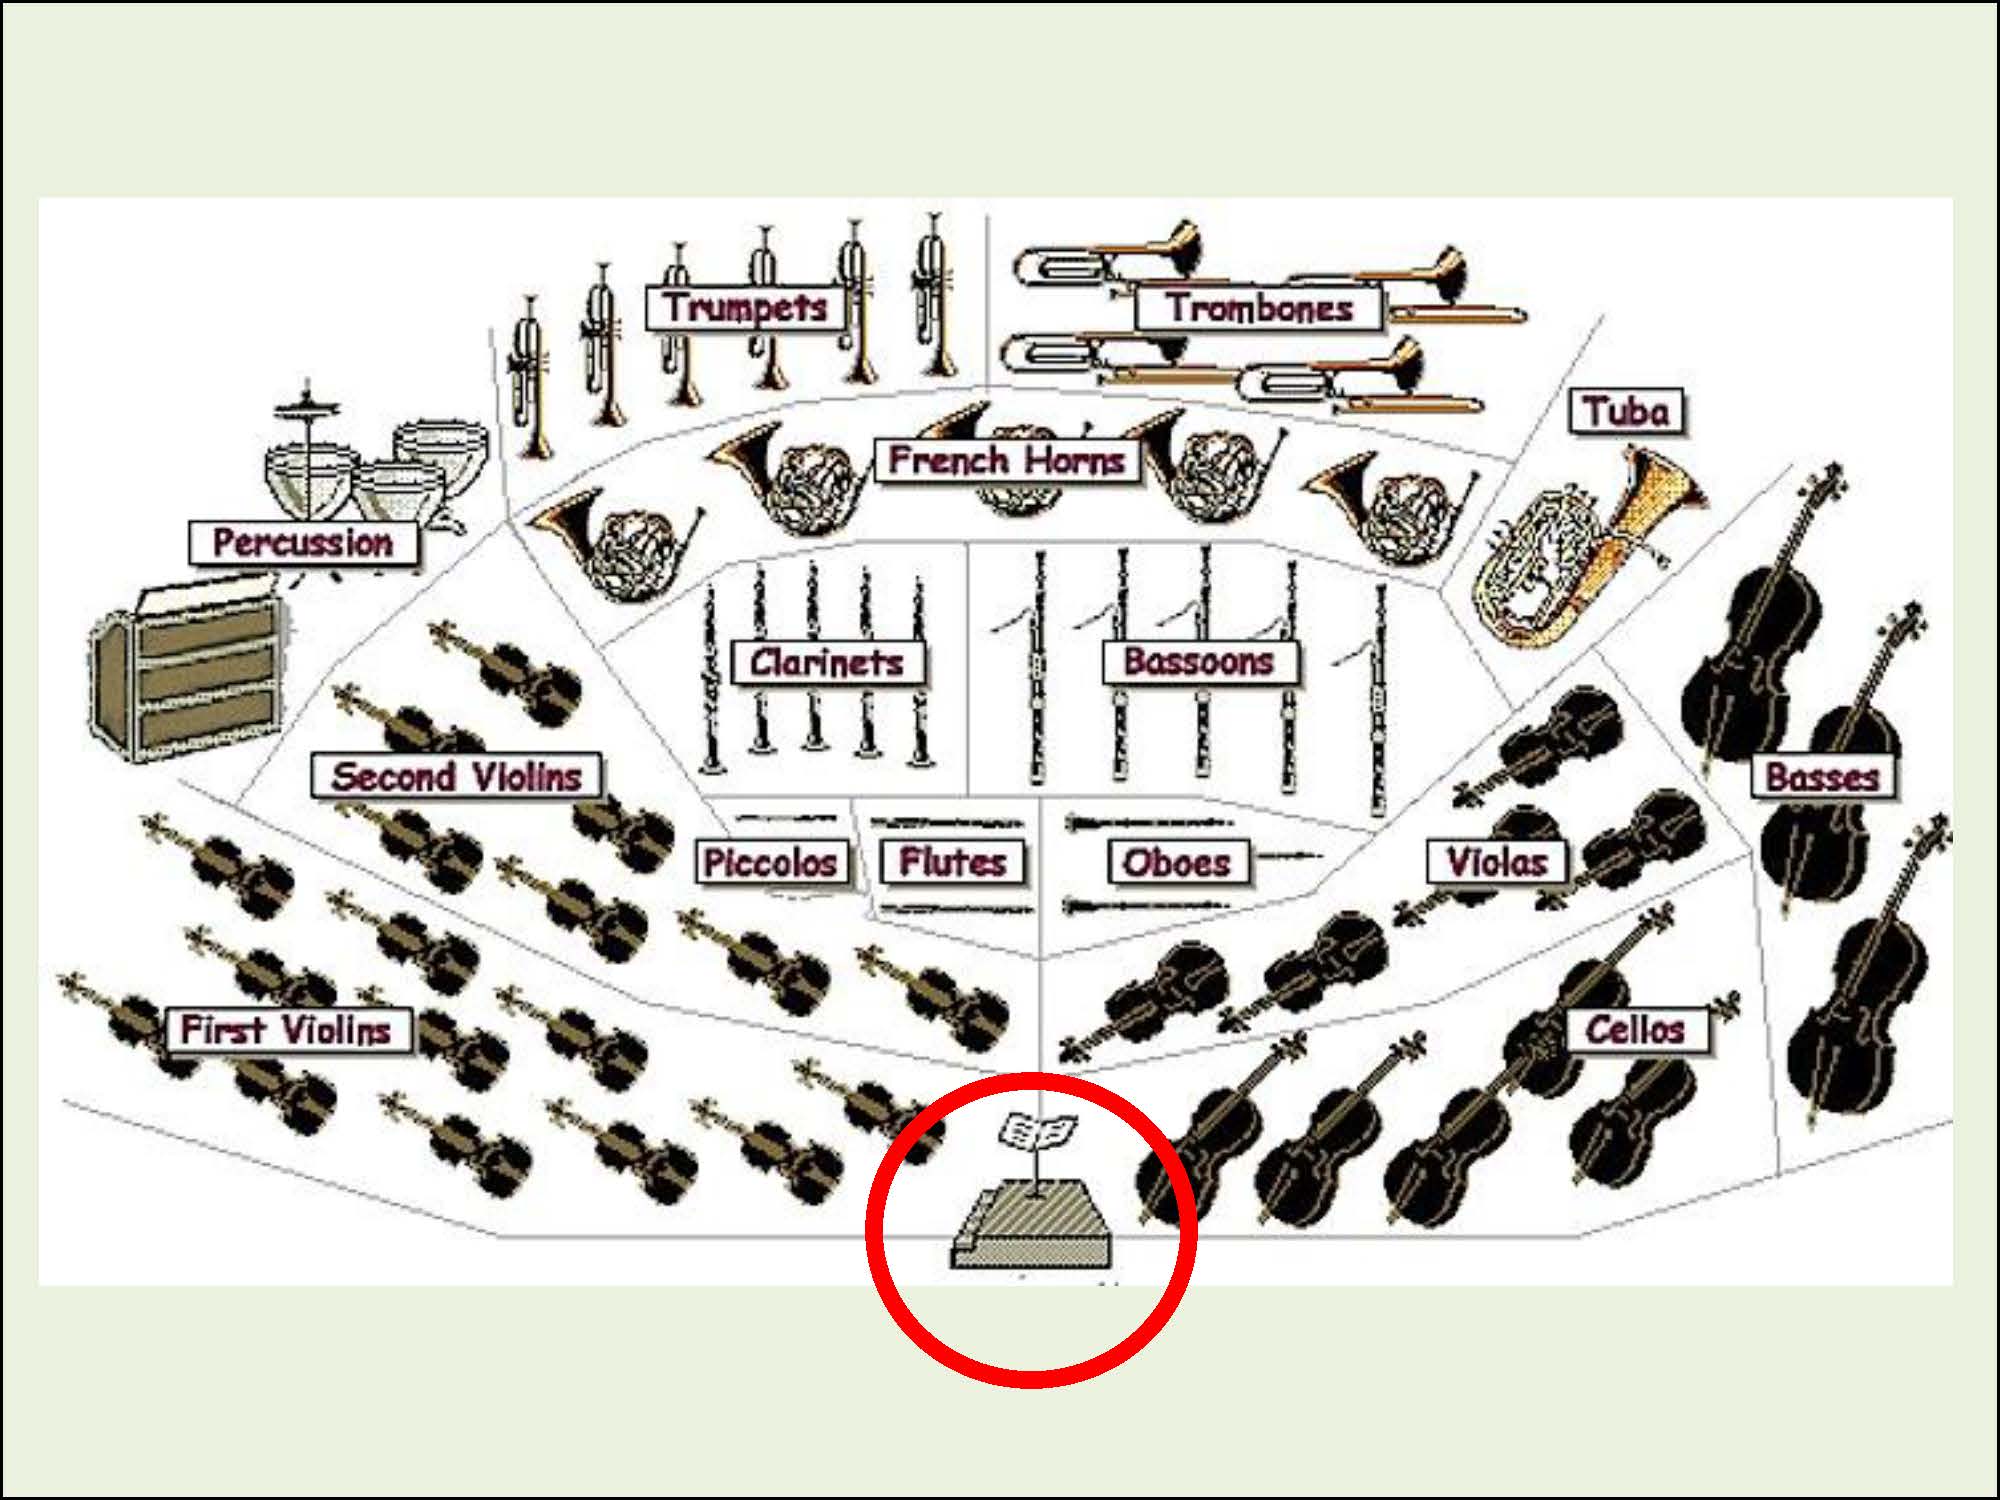 Trumpets
Trombones
Tuba
French Horns
Percussion
Clarinets
Bassoons
Second Violins
Basses
Piccolos
Flutes
Oboes
Violas
First Violins
Cellos